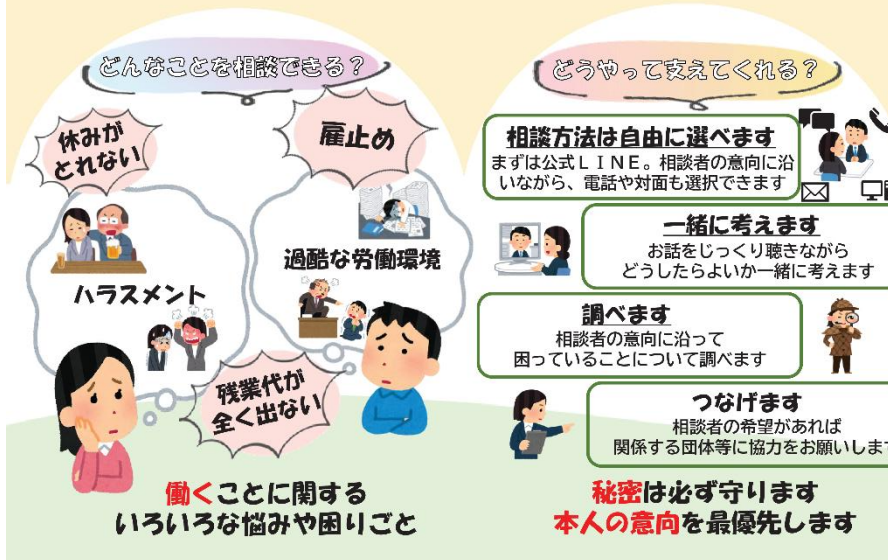 どんなことを相談できる？
休みが
とれない
雇止め
過酷な労働環境
ハラスメント
残業代が
全く出ない
働くことに関する
いろいろな悩みや困りごと
どうやって支えてくれる？
相談方法は自由に選べます
まずは公式ＬＩＮＥ。相談者の意向に沿
いながら、電話や対面も選択できます
一緒に考えます
お話をじっくり聴きながら
どうしたらよいか一緒に考えます
調べます
相談者の意向に沿って
困っていることについて調べます
つなげます
相談者の希望があれば
関係する団体等に協力をお願いします
秘密は必ず守ります
本人の意向を最優先します